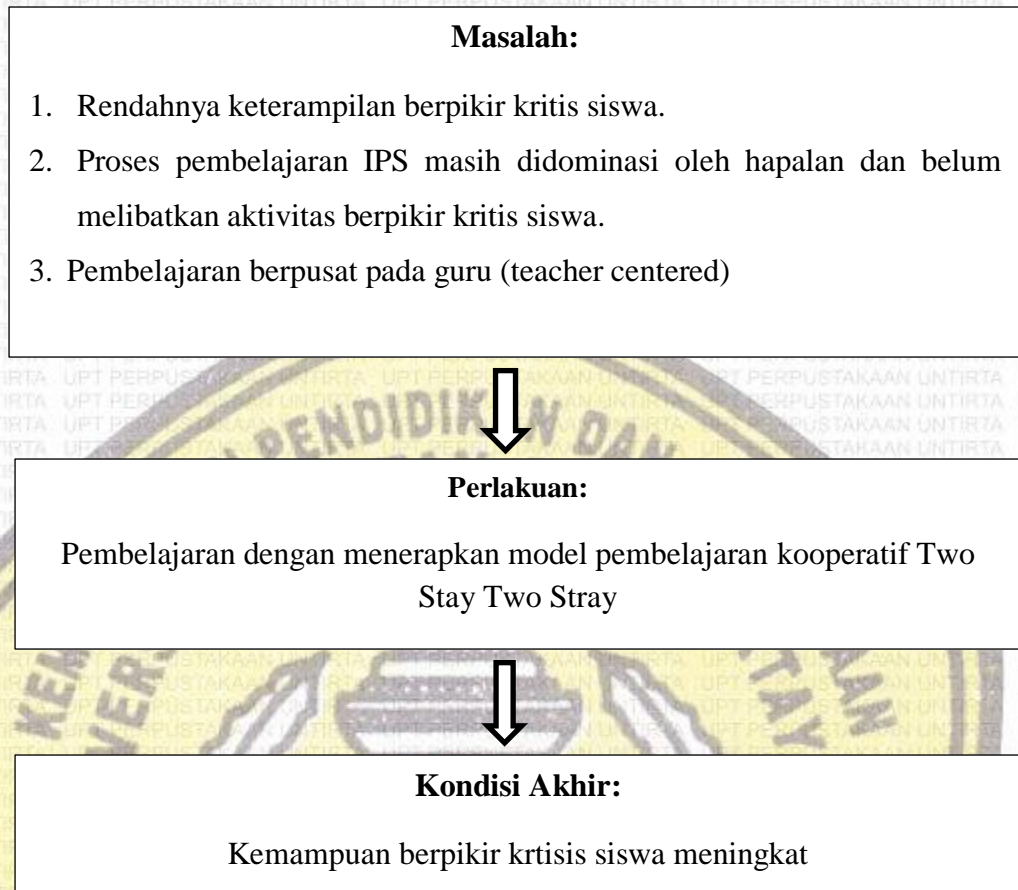 Masalah:
1. Rendahnya keterampilan berpikir kritis siswa.
2. Proses pembelajaran IPS masih didominasi oleh hapalan dan belum
melibatkan aktivitas berpikir kritis siswa.
3. Pembelajaran berpusat pada guru (teacher centered)
PENDIDIKAN DAN
Perlakuan:
Pembelajaran dengan menerapkan model pembelajaran kooperatif Two
Stay Two Stray
Kondisi Akhir:
Kemampuan berpikir krtisis siswa meningkat